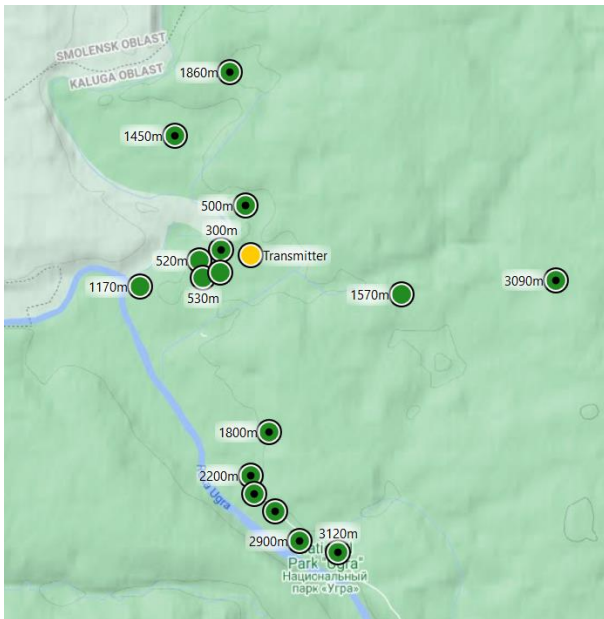 SMOLENSK OBLAST
KALUGA OBLAST
1860m
1450m
500m
300m
520m
Transmitter
1170m
530m
1570m
3090m
1800m
2200m
Ugra
2900m
3120m
Park "Ugra"
Национальный
парк «Угра»